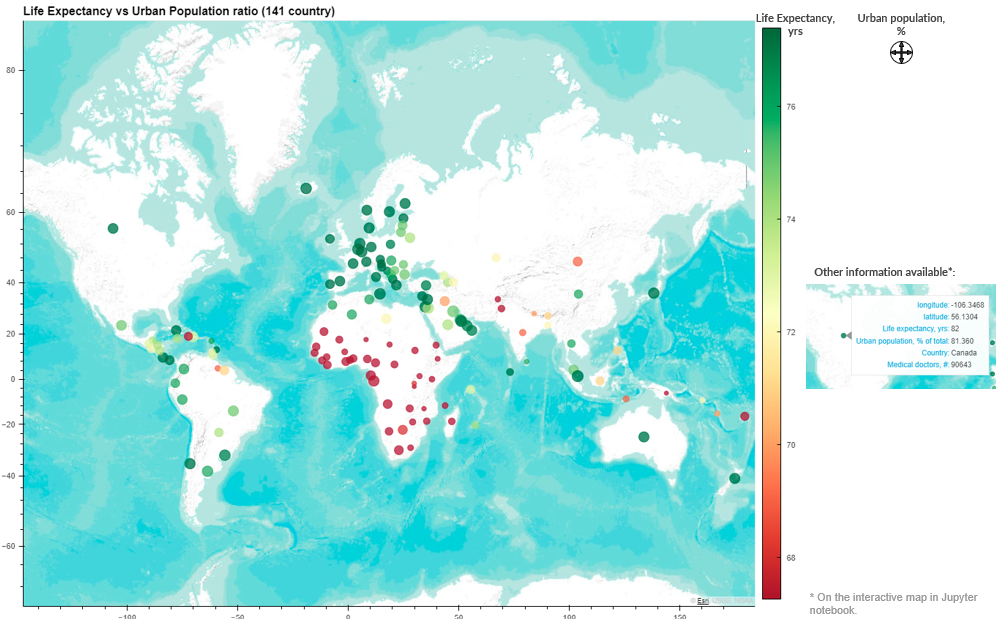 Life Expectancy vs Urban Population ratio (141 country)
Life Expectancy,
yrs
Urban population,
%
80
60
40
20
0
−20
−40
−60
−100
−50
0
50
100
150
76
74
72
70
68
Other information available*:
longitude: -106.3468
latitude: 56.1304
Life expectancy, yrs: 82
Urban population, % of total: 81.360
Country: Canada
Medical doctors, #: 90643
© Esri, USGS, NOAA
* On the interactive map in Jupyter
notebook.